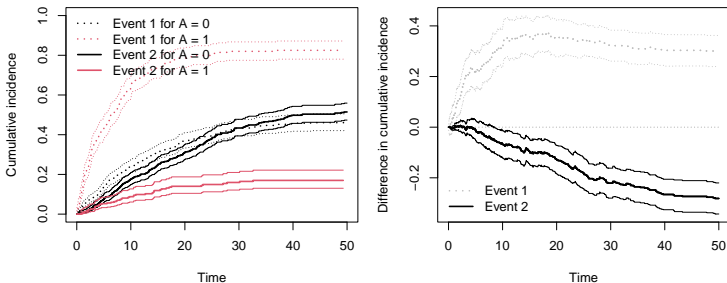 Cumulative incidence
1.0
0.8
0.6
0.4
0.2
0.0
Event 1 for A = 0
Event 1 for A = 1
Event 2 for A = 0
Event 2 for A = 1
0 10 20 30 40 50
Time
Difference in cumulative incidence
0.4
0.2
0.0
−0.2
Event 1
Event 2
0 10 20 30 40 50
Time